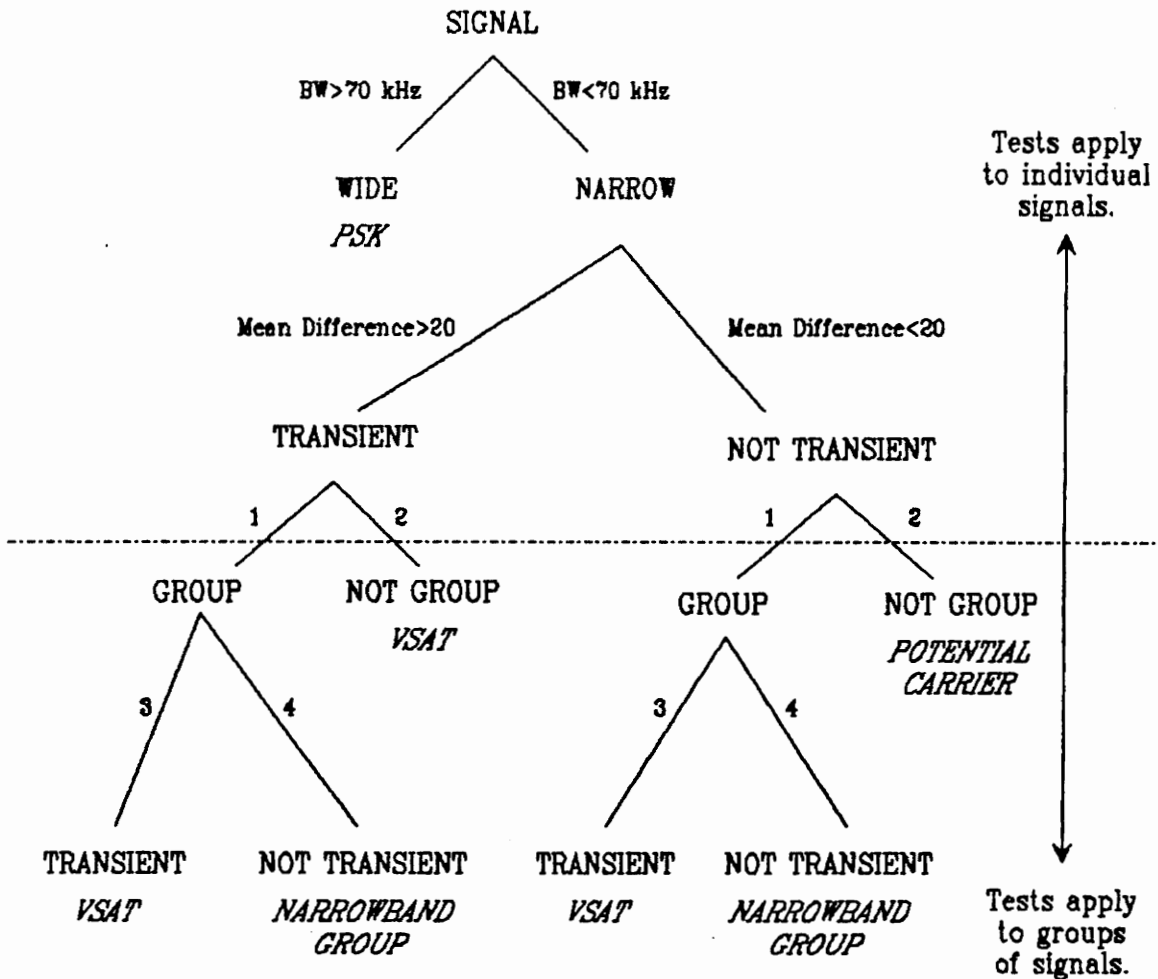 SIGNAL
BW>70 kHz
BW<70 kHz
WIDE
NARROW
PSK
Tests apply
to individual
signals.
Mean Difference>20
Mean Difference<20
TRANSIENT
NOT TRANSIENT
1
2
1
2
GROUP
NOT GROUP
VSAT
GROUP
NOT GROUP
POTENTIAL
CARRIER
3
4
3
4
TRANSIENT
VSAT
NOT TRANSIENT
NARROWBAND
GROUP
TRANSIENT
VSAT
NOT TRANSIENT
NARROWBAND
GROUP
Tests apply
to groups
of signals.